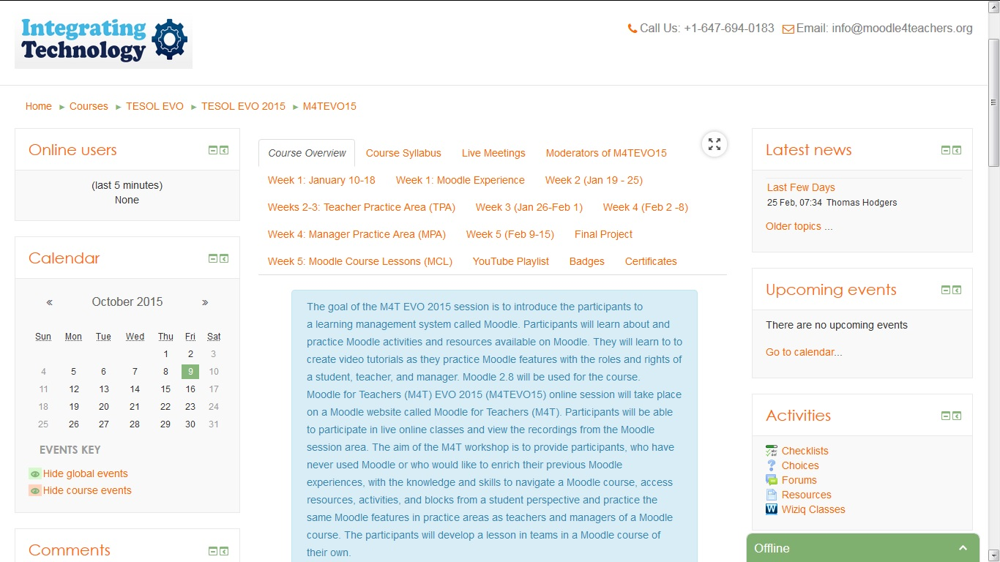 Integrating
Technology
Call Us: +1-647-694-0183 Email: info@moodle4teachers.org
Home ► Courses ► TESOL EVO ► TESOL EVO 2015 ► M4TEVO15
Online users
(last 5 minutes)
None
Calendar
« October 2015 »
Sun Mon Tue Wed Thu Fri Sat
1 2 3
4 5 6 7 8 9 10
11 12 13 14 15 16 17
18 19 20 21 22 23 24
25 26 27 28 29 30 31
EVENTS KEY
Hide global events
Hide course events
Comments
Course Overview Course Syllabus Live Meetings Moderators of M4TEVO15
Week 1: January 10-18 Week 1: Moodle Experience Week 2 (Jan 19 - 25)
Weeks 2-3: Teacher Practice Area (TPA) Week 3 (Jan 26-Feb 1) Week 4 (Feb 2 -8)
Week 4: Manager Practice Area (MPA) Week 5 (Feb 9-15) Final Project
Week 5: Moodle Course Lessons (MCL) YouTube Playlist Badges Certificates
The goal of the M4T EVO 2015 session is to introduce the participants to
a learning management system called Moodle. Participants will learn about and
practice Moodle activities and resources available on Moodle. They will learn to to
create video tutorials as they practice Moodle features with the roles and rights of
a student, teacher, and manager. Moodle 2.8 will be used for the course.
Moodle for Teachers (M4T) EVO 2015 (M4TEVO15) online session will take place
on a Moodle website called Moodle for Teachers (M4T). Participants will be able
to participate in live online classes and view the recordings from the Moodle
session area. The aim of the M4T workshop is to provide participants, who have
never used Moodle or who would like to enrich their previous Moodle
experiences, with the knowledge and skills to navigate a Moodle course, access
resources, activities, and blocks from a student perspective and practice the
same Moodle features in practice areas as teachers and managers of a Moodle
course. The participants will develop a lesson in teams in a Moodle course of
their own.
Latest news
Last Few Days
25 Feb, 07:34 Thomas Hodgers
Older topics ...
Upcoming events
There are no upcoming events
Go to calendar...
Activities
Checklists
Choices
Forums
Resources
W Wiziq Classes
Offline